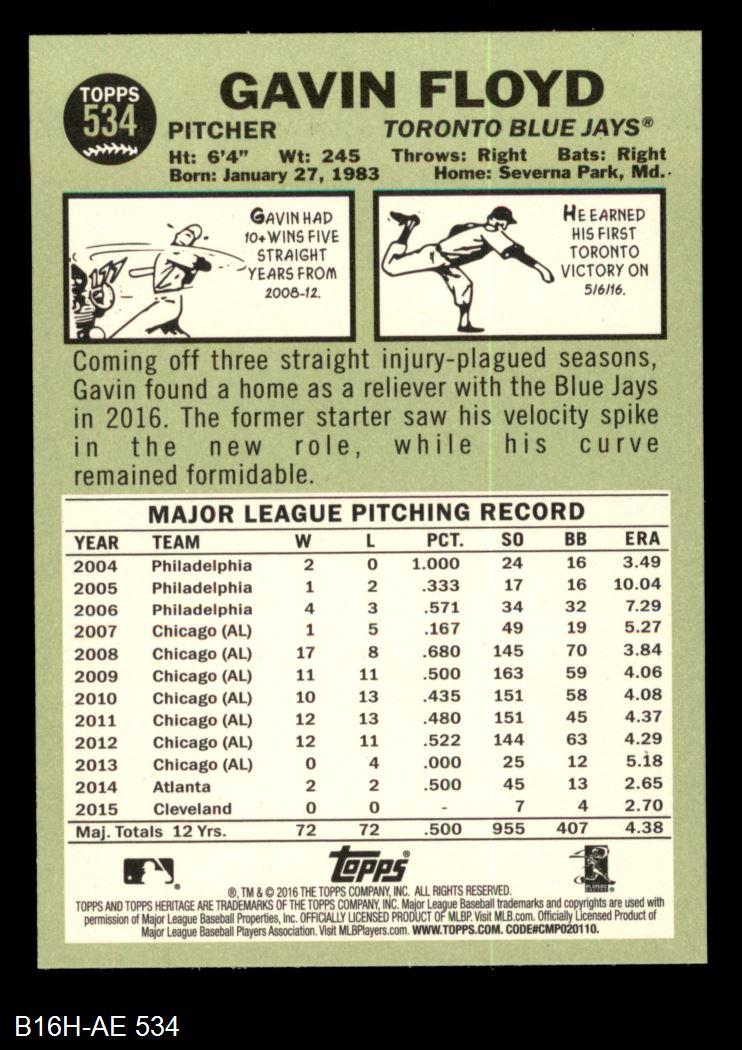 TOPPS
534
GAVIN FLOYD
PITCHER TORONTO BLUE JAYS®
Ht: 6'4" Wt: 245 Throws: Right Bats: Right
Born: January 27, 1983 Home: Severna Park, Md.
GAVIN HAD
10+ WINS FIVE
STRAIGHT
YEARS FROM
2008-12.
HE EARNED
HIS FIRST
TORONTO
VICTORY ON
5/6/16.
Coming off three straight injury-plagued seasons,
Gavin found a home as a reliever with the Blue Jays
in 2016. The former starter saw his velocity spike
in the new role, while his curve
remained formidable.
MAJOR LEAGUE PITCHING RECORD
YEAR TEAM W L PCT. SO BB ERA
2004 Philadelphia 2 0 1.000 24 16 3.49
2005 Philadelphia 1 2 .333 17 16 10.04
2006 Philadelphia 4 3 .571 34 32 7.29
2007 Chicago (AL) 1 5 .167 49 19 5.27
2008 Chicago (AL) 17 8 .680 145 70 3.84
2009 Chicago (AL) 11 11 .500 163 59 4.06
2010 Chicago (AL) 10 13 .435 151 58 4.08
2011 Chicago (AL) 12 13 .480 151 45 4.37
2012 Chicago (AL) 12 11 .522 144 63 4.29
2013 Chicago (AL) 0 4 .000 25 12 5.18
2014 Atlanta 2 2 .500 45 13 2.65
2015 Cleveland 0 0 - 7 4 2.70
Maj. Totals 12 Yrs. 72 72 .500 955 407 4.38
Topps®
®, TM & © 2016 THE TOPPS COMPANY, INC. ALL RIGHTS RESERVED.
TOPPS AND TOPPS HERITAGE ARE TRADEMARKS OF THE TOPPS COMPANY, INC. Major League Baseball trademarks and copyrights are used with
permission of Major League Baseball Properties, Inc. OFFICIALLY LICENSED PRODUCT OF MLBP. Visit MLB.com. Officially Licensed Product of
Major League Baseball Players Association. Visit MLBPlayers.com. WWW.TOPPS.COM. CODE#CMP020110.
B16H-AE 534